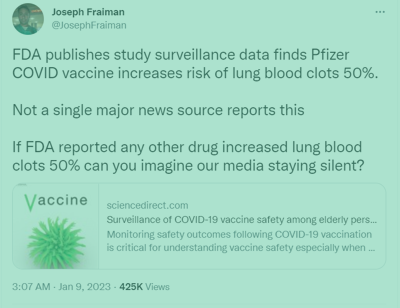 Joseph Fraiman
@JosephFraiman
FDA publishes study surveillance data finds Pfizer
COVID vaccine increases risk of lung blood clots 50%.
Not a single major news source reports this
If FDA reported any other drug increased lung blood
clots 50% can you imagine our media staying silent?
Vaccine
sciencedirect.com
Surveillance of COVID-19 vaccine safety among elderly pers...
Monitoring safety outcomes following COVID-19 vaccination
is critical for understanding vaccine safety especially when ...
3:07 AM · Jan 9, 2023 · 425K Views